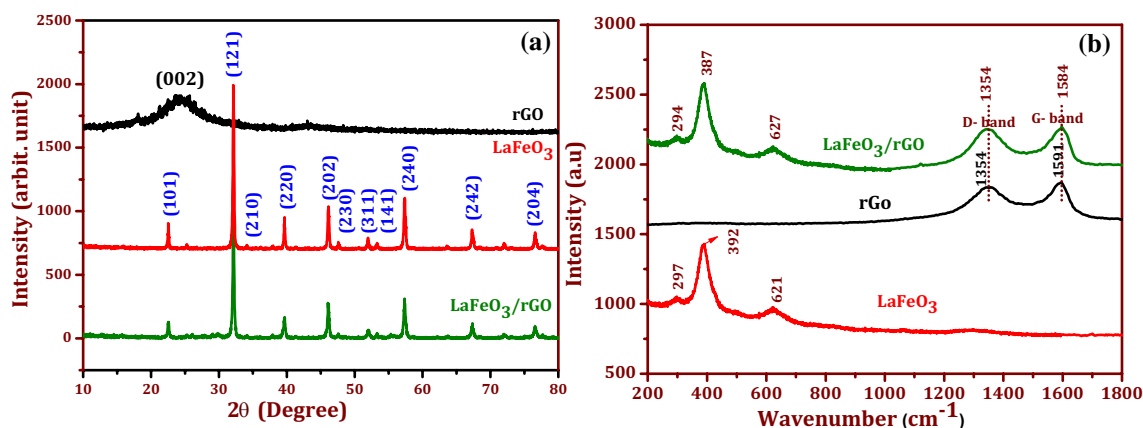 (a)
Intensity (arbit. unit)
2500
2000
1500
1000
500
0
(002)
(121)
rGO
LaFeO3
(101)
(210)
(220)
(202)
(230)
(311)
(141)
(240)
(242)
(204)
LaFeO3/rGO
10 20 30 40 50 60 70 80
2θ (Degree)
(b)
Intensity (a.u)
3000
2500
2000
1500
1000
500
294
387
627
1354
1584
D- band
G- band
LaFeO3/rGO
1354
1591
rGo
297
392
621
LaFeO3
200 400 600 800 1000 1200 1400 1600 1800
Wavenumber (cm-1)